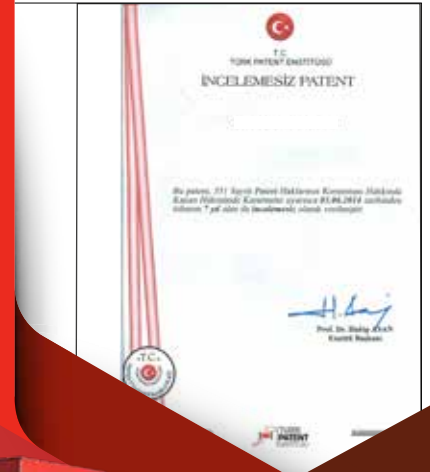 T.C.
TÜRK PATENT ENSTİTÜSÜ
İNCELEMESİZ PATENT
Bu patent, 551 Sayılı Patent Haklarının Korunması Hakkında
Kanun Hükmünde Kararname uyarınca 03.06.2014 tarihinden
itibaren 7 yıl süre ile incelemesiz olarak verilmiştir.
Prof. Dr. Habip ASAN
Enstitü Başkanı
T.C.
TÜRK
PATENT